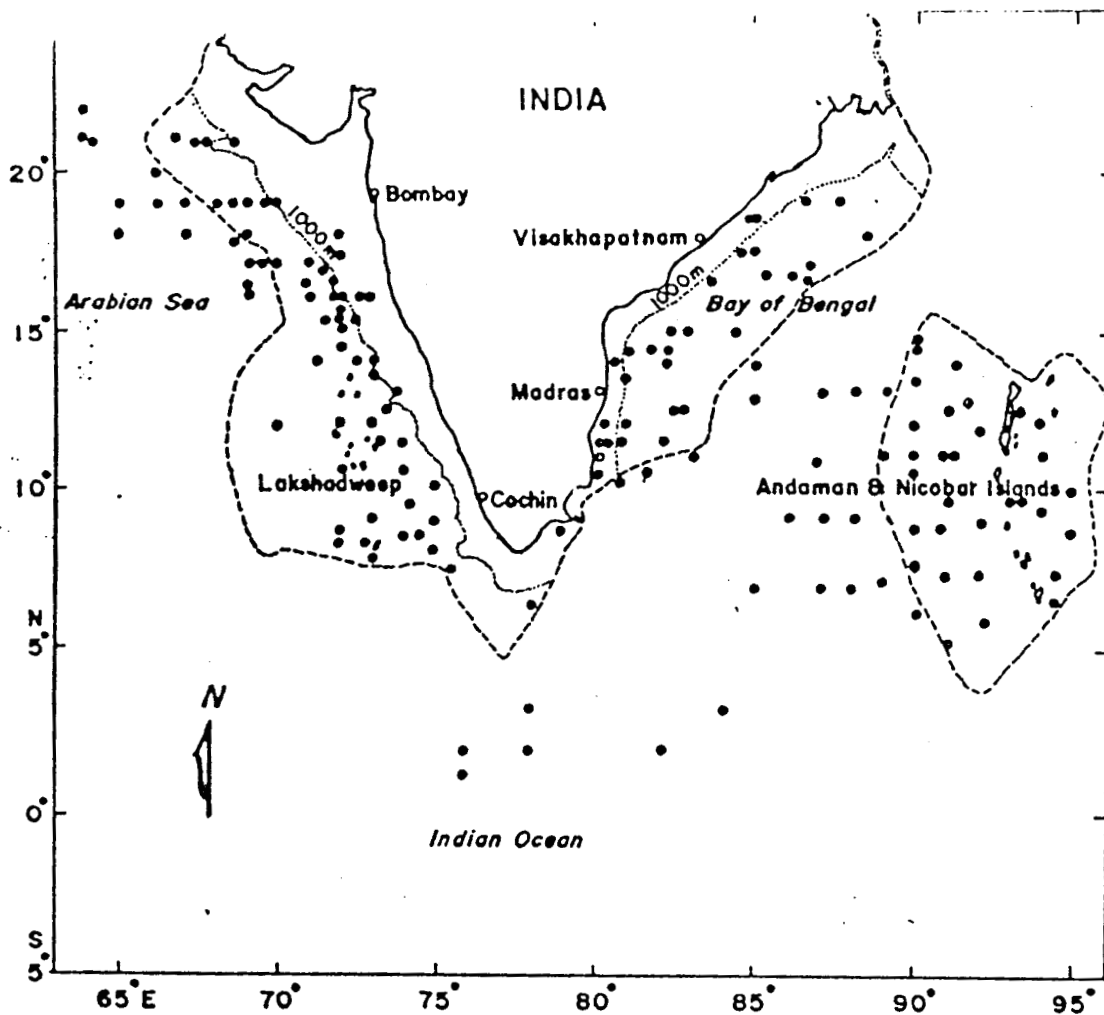 INDIA
20°
Bombay
1000m
Visakhapatnam
1000m
Arabian Sea
Bay of Bengal
15°
Madras
Lakshadweep
Andaman & Nicobar Islands
10°
Cochin
N
5°
N
0°
Indian Ocean
S
5°
65°E 70° 75° 80° 85° 90° 95°